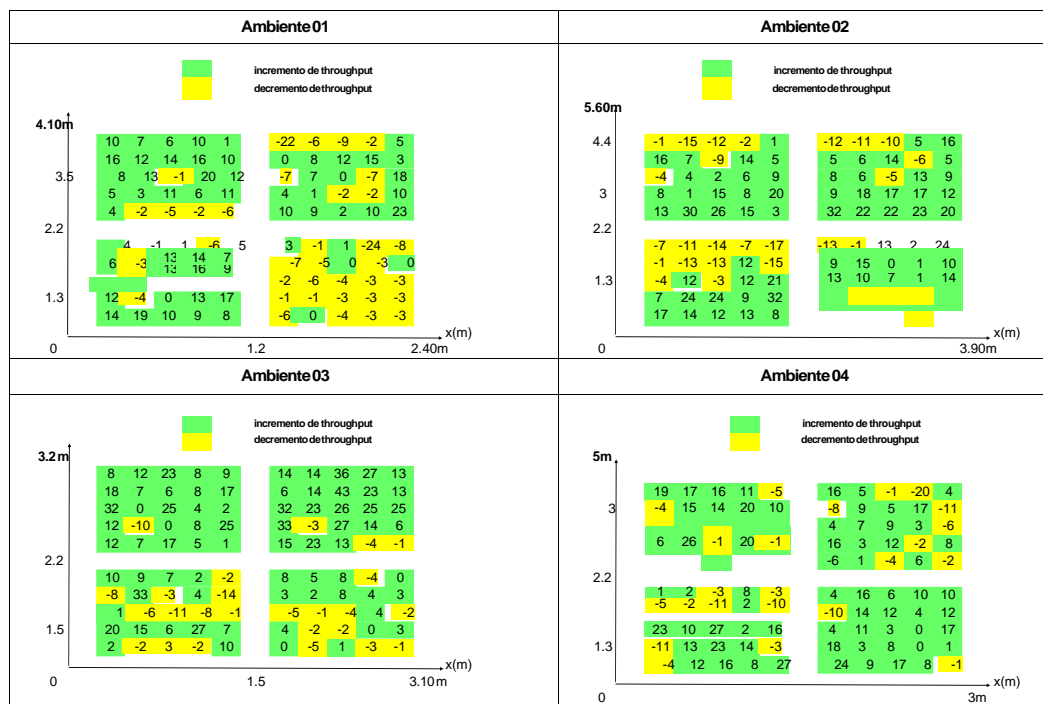 Ambiente 01
incremento de throughput
decremento de throughput
4.10m
10 7 6 10 1 -22 -6 -9 -2 5
16 12 14 16 10 0 8 12 15 3
3.5 8 13 -1 20 12 -7 7 0 -7 18
5 3 11 6 11 4 1 -2 -2 10
4 -2 -5 -2 -6 10 9 2 10 23
2.2
4 -1 1 -6 5 3 -1 1 -24 -8
6 -3 13 14 7 -7 -5 0 -3 0
13 16 9
-2 -6 -4 -3 -3
1.3 12 -4 0 13 17 -1 -1 -3 -3 -3
14 19 10 9 8 -6 0 -4 -3 -3
x(m)
0 1.2 2.40m
Ambiente 02
incremento de throughput
decremento de throughput
5.60m
4.4 -1 -15 -12 -2 1 -12 -11 -10 5 16
16 7 -9 14 5 5 6 14 -6 5
-4 4 2 6 9 8 6 -5 13 9
3 8 1 15 8 20 9 18 17 17 12
13 30 26 15 3 32 22 22 23 20
2.2
-7 -11 -14 -7 -17 -13 -1 13 2 24
-1 -13 -13 12 -15 9 15 0 1 10
1.3 -4 12 -3 12 21 13 10 7 1 14
7 24 24 9 32
17 14 12 13 8
x(m)
0 3.90m
Ambiente 03
incremento de throughput
decremento de throughput
3.2 m
8 12 23 8 9 14 14 36 27 13
18 7 6 8 17 6 14 43 23 13
32 0 25 4 2 32 23 26 25 25
12 -10 0 8 25 33 -3 27 14 6
12 7 17 5 1 15 23 13 -4 -1
2.2
10 9 7 2 -2 8 5 8 -4 0
-8 33 -3 4 -14 3 2 8 4 3
1 -6 -11 -8 -1 -5 -1 -4 4 -2
1.5 20 15 6 27 7 4 -2 -2 0 3
2 -2 3 -2 10 0 -5 1 -3 -1
x(m)
0 1.5 3.10m
Ambiente 04
incremento de throughput
decremento de throughput
5m
19 17 16 11 -5 16 5 -1 -20 4
3 -4 15 14 20 10 -8 9 5 17 -11
4 7 9 3 -6
6 26 -1 20 -1 16 3 12 -2 8
-6 1 -4 6 -2
2.2
1 2 -3 8 -3 4 16 6 10 10
-5 -2 -11 2 -10 -10 14 12 4 12
23 10 27 2 16 4 11 3 0 17
1.3 -11 13 23 14 -3 18 3 8 0 1
-4 12 16 8 27 24 9 17 8 -1
x(m)
0 3m